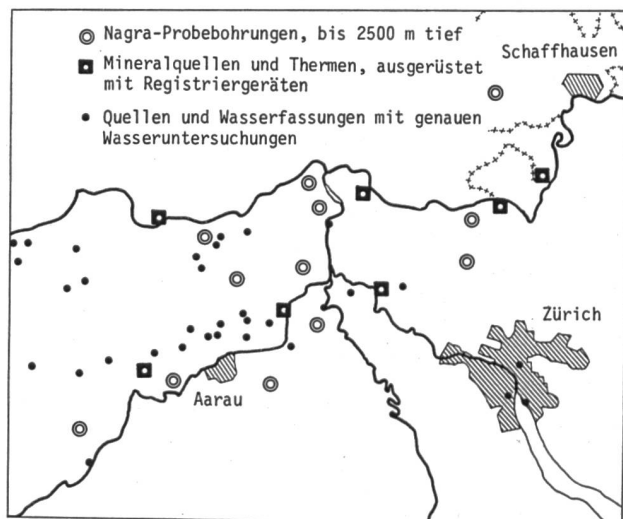 Nagra-Probebohrungen, bis 2500 m tief
Mineralquellen und Thermen, ausgerüstet
mit Registriergeräten
Quellen und Wasserfassungen mit genauen
Wasseruntersuchungen
Schaffhausen
Zürich
Aarau